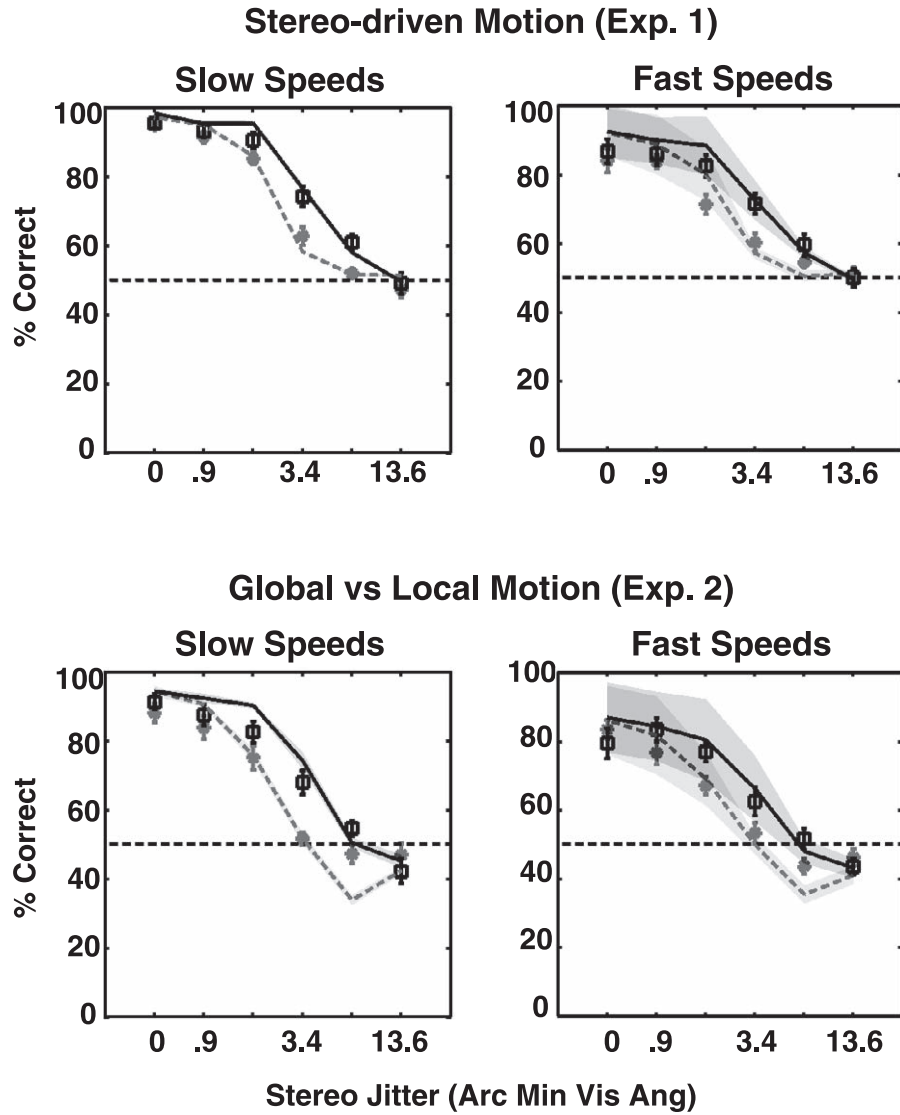 Stereo-driven Motion (Exp. 1)
Slow Speeds
Fast Speeds
100
80
60
40
20
0
% Correct
0 .9 3.4 13.6
100
80
60
40
20
0
0 .9 3.4 13.6
Global vs Local Motion (Exp. 2)
Slow Speeds
Fast Speeds
100
80
60
40
20
0
% Correct
0 .9 3.4 13.6
100
80
60
40
20
0
0 .9 3.4 13.6
Stereo Jitter (Arc Min Vis Ang)